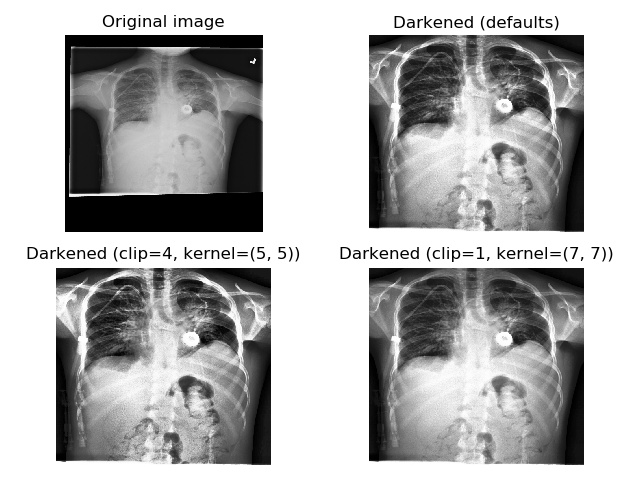 Original image
Darkened (defaults)
Darkened (clip=4, kernel=(5, 5))
Darkened (clip=1, kernel=(7, 7))